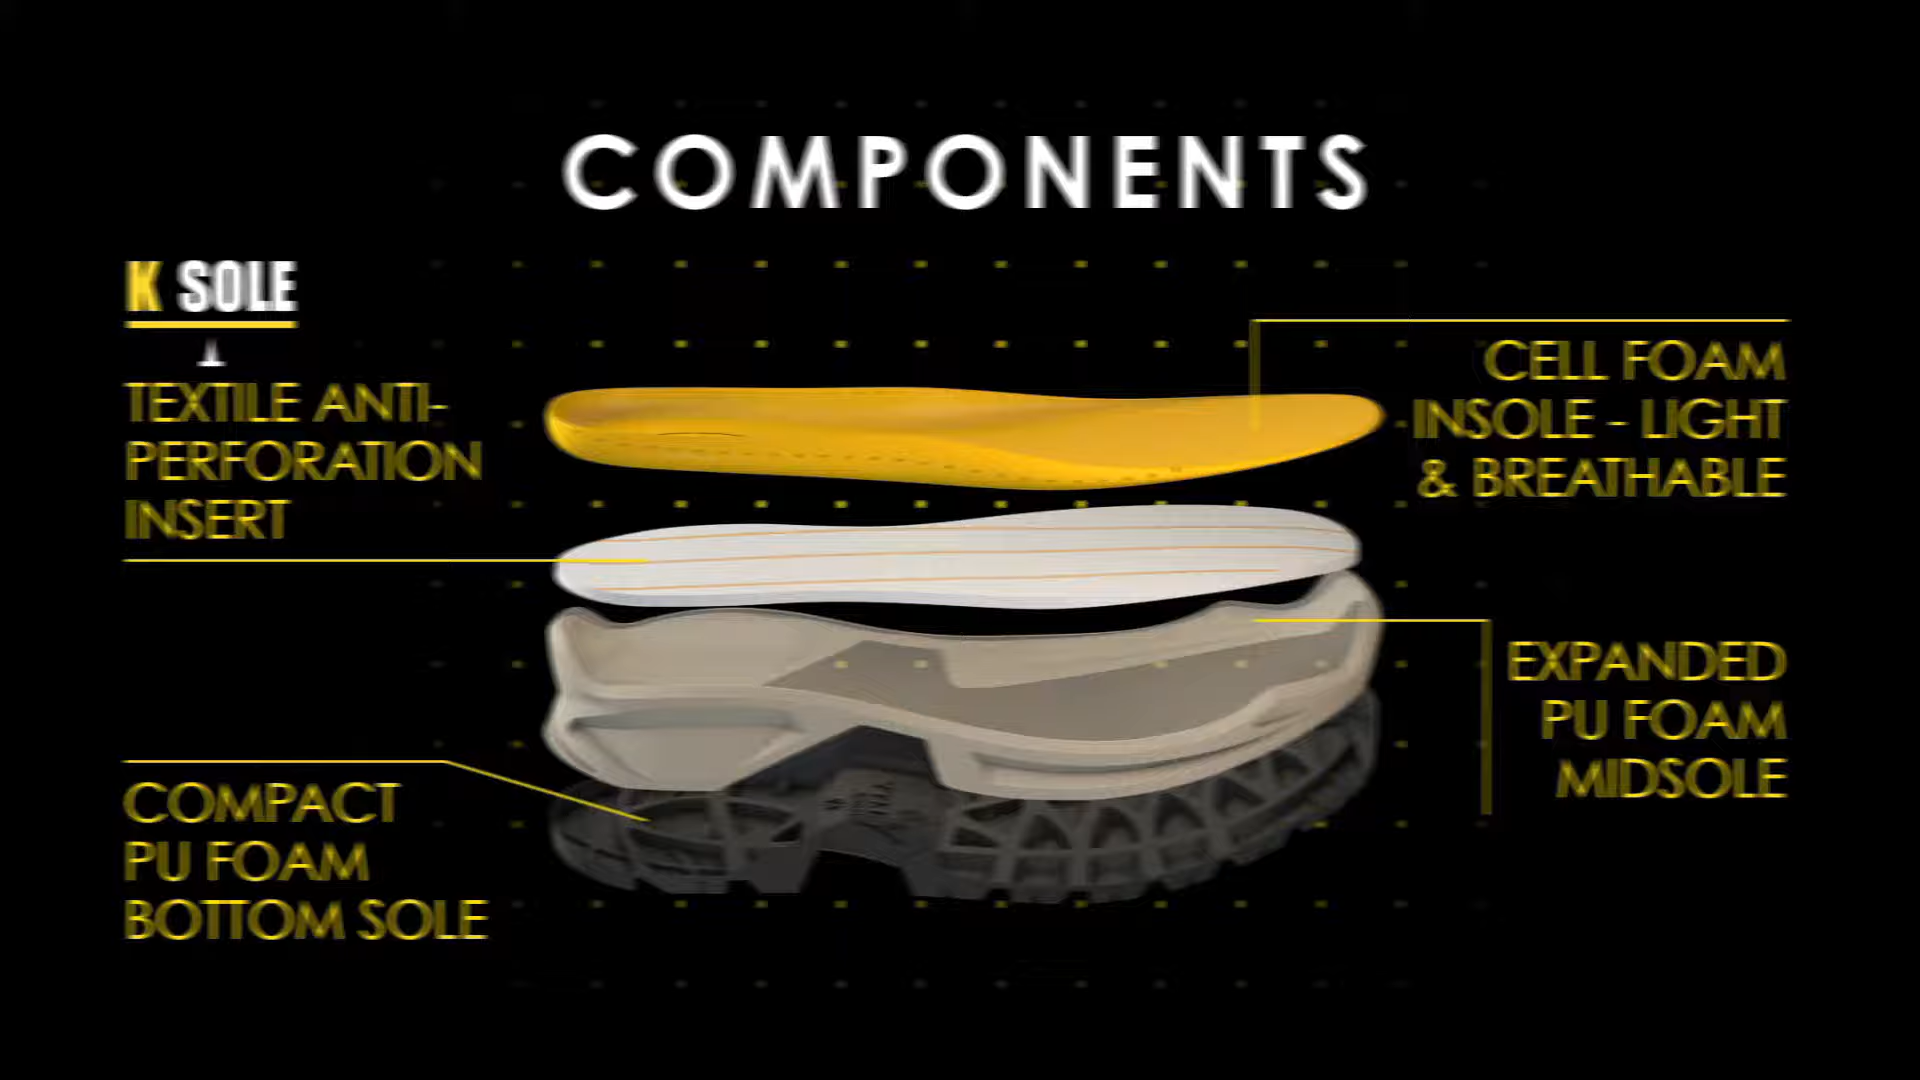 COMPONENTS
K SOLE
TEXTILE ANTI-
PERFORATION
INSERT
CELL FOAM
INSOLE - LIGHT
& BREATHABLE
EXPANDED
PU FOAM
MIDSOLE
COMPACT
PU FOAM
BOTTOM SOLE